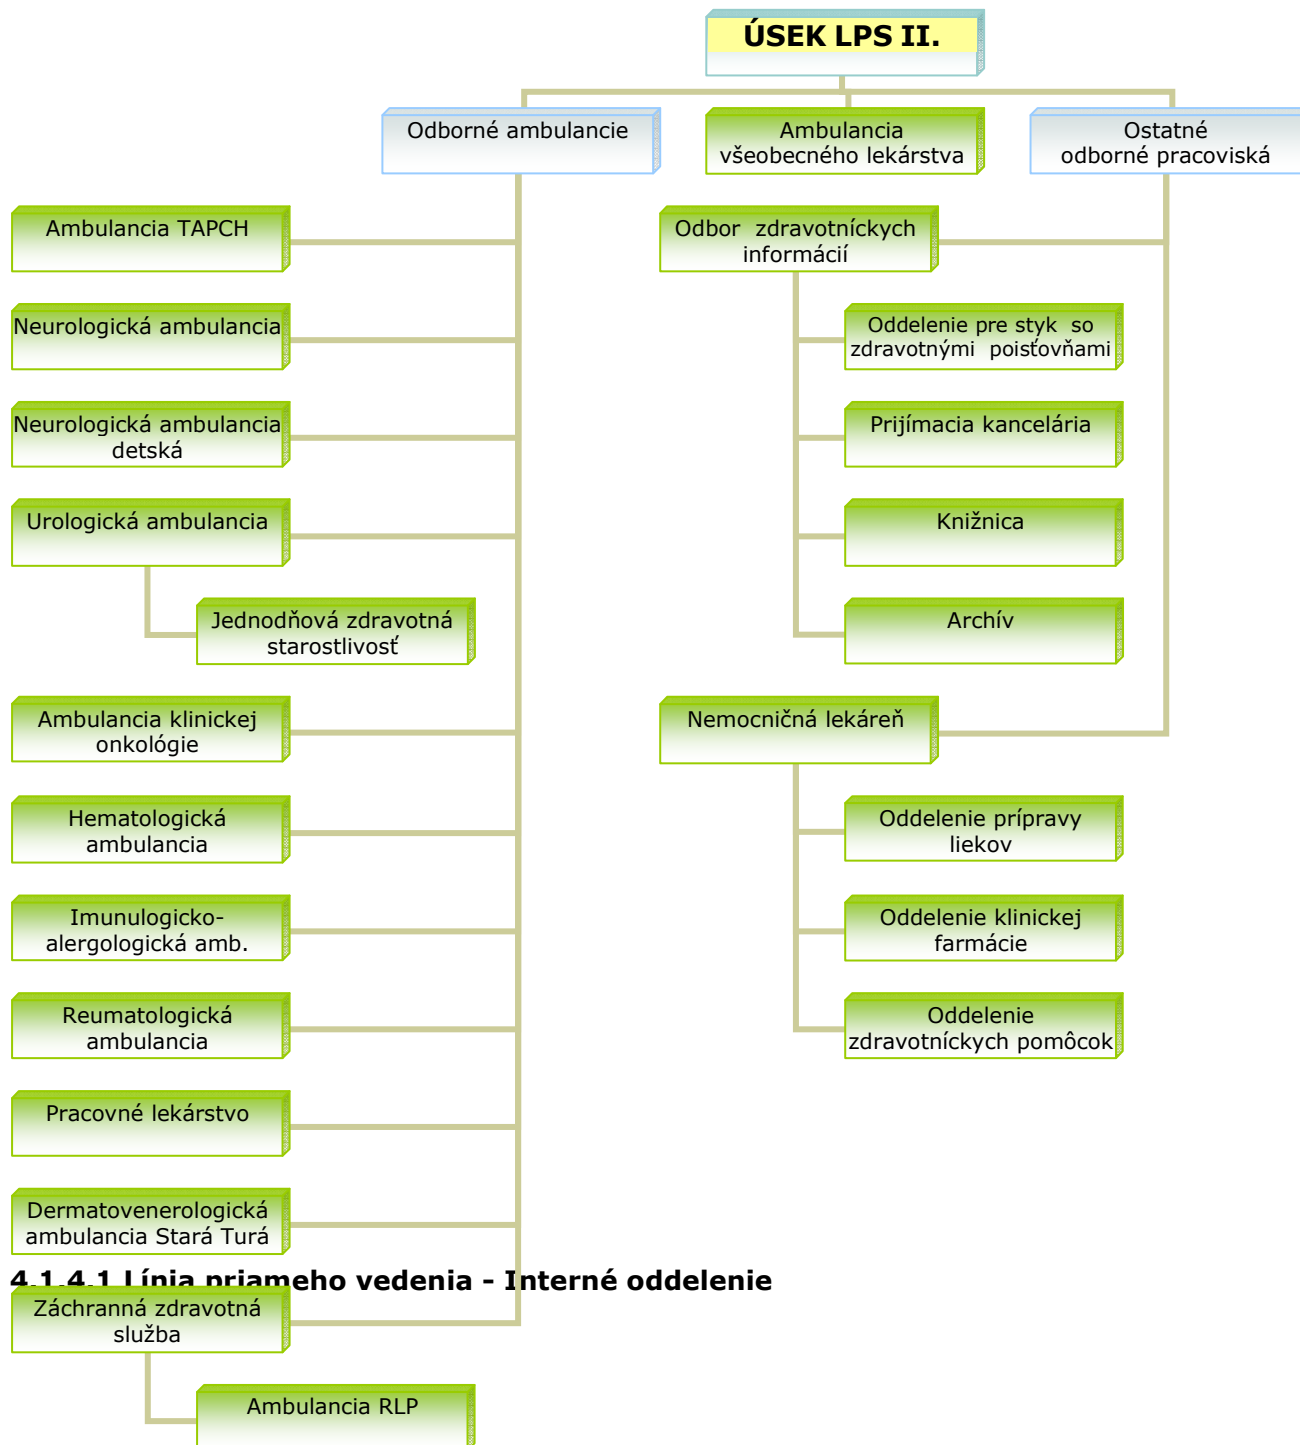 ÚSEK LPS II.
Odborné ambulancie
Ambulancia
všeobecného lekárstva
Ostatné
odborné pracoviská
Ambulancia TAPCH
Neurologická ambulancia
Neurologická ambulancia
detská
Urologická ambulancia
Jednodňová zdravotná
starostlivosť
Ambulancia klinickej
onkológie
Hematologická
ambulancia
Imunulogicko-
alergologická amb.
Reumatologická
ambulancia
Pracovné lekárstvo
Dermatovenerologická
ambulancia Stará Turá
Odbor zdravotníckych
informácií
Oddelenie pre styk so
zdravotnými poisťovňami
Prijímacia kancelária
Knižnica
Archív
Nemocničná lekáreň
Oddelenie prípravy
liekov
Oddelenie klinickej
farmácie
Oddelenie
zdravotníckych pomôcok
4.1.4.1 Línia priameho vedenia - Interné oddelenie
Záchranná zdravotná
služba
Ambulancia RLP